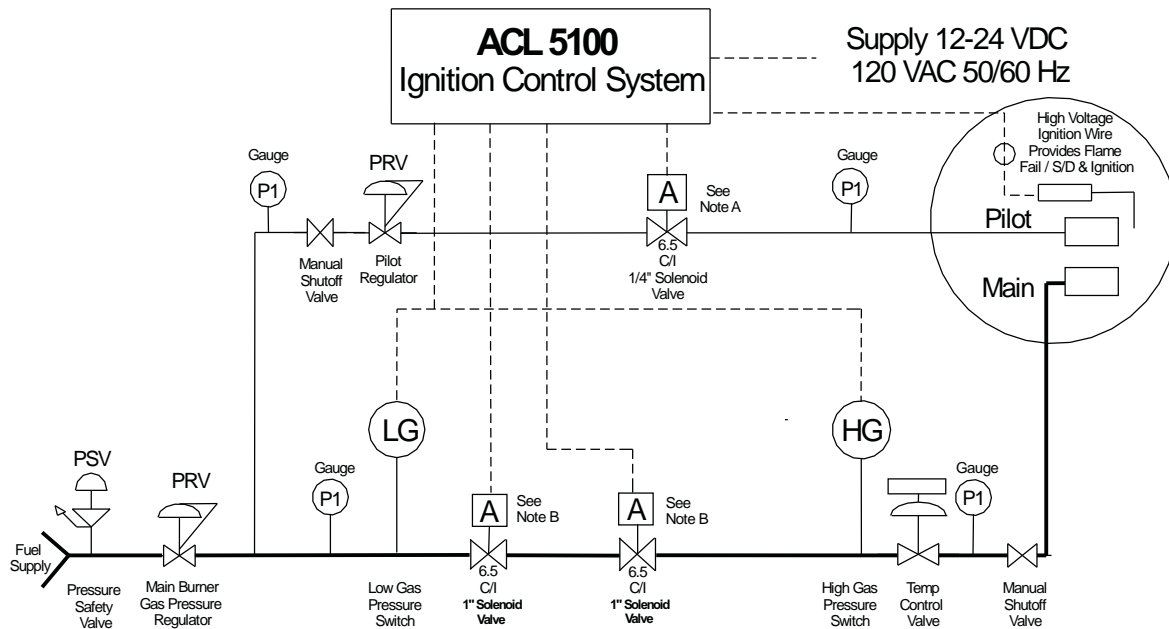 ACL 5100
Ignition Control System
Supply 12-24 VDC
120 VAC 50/60 Hz
High Voltage
Ignition Wire
Provides Flame
Fail / S/D & Ignition
Gauge
P1
PRV
Manual
Shutoff
Valve
Pilot
Regulator
A
See
Note A
6.5
C/I
1/4" Solenoid
Valve
Gauge
P1
Pilot
Main
LG
HG
PSV
PRV
Gauge
P1
A
See
Note B
A
See
Note B
Gauge
P1
Fuel
Supply
Pressure
Safety
Valve
Main Burner
Gas Pressure
Regulator
Low Gas
Pressure
Switch
6.5
C/I
1" Solenoid
Valve
6.5
C/I
1" Solenoid
Valve
High Gas
Pressure
Switch
Temp
Control
Valve
Manual
Shutoff
Valve